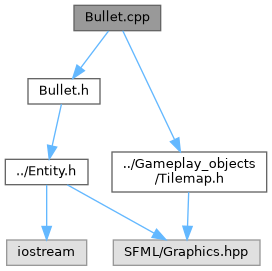 Bullet.cpp
Bullet.h
../Entity.h
../Gameplay_objects
/Tilemap.h
iostream
SFML/Graphics.hpp